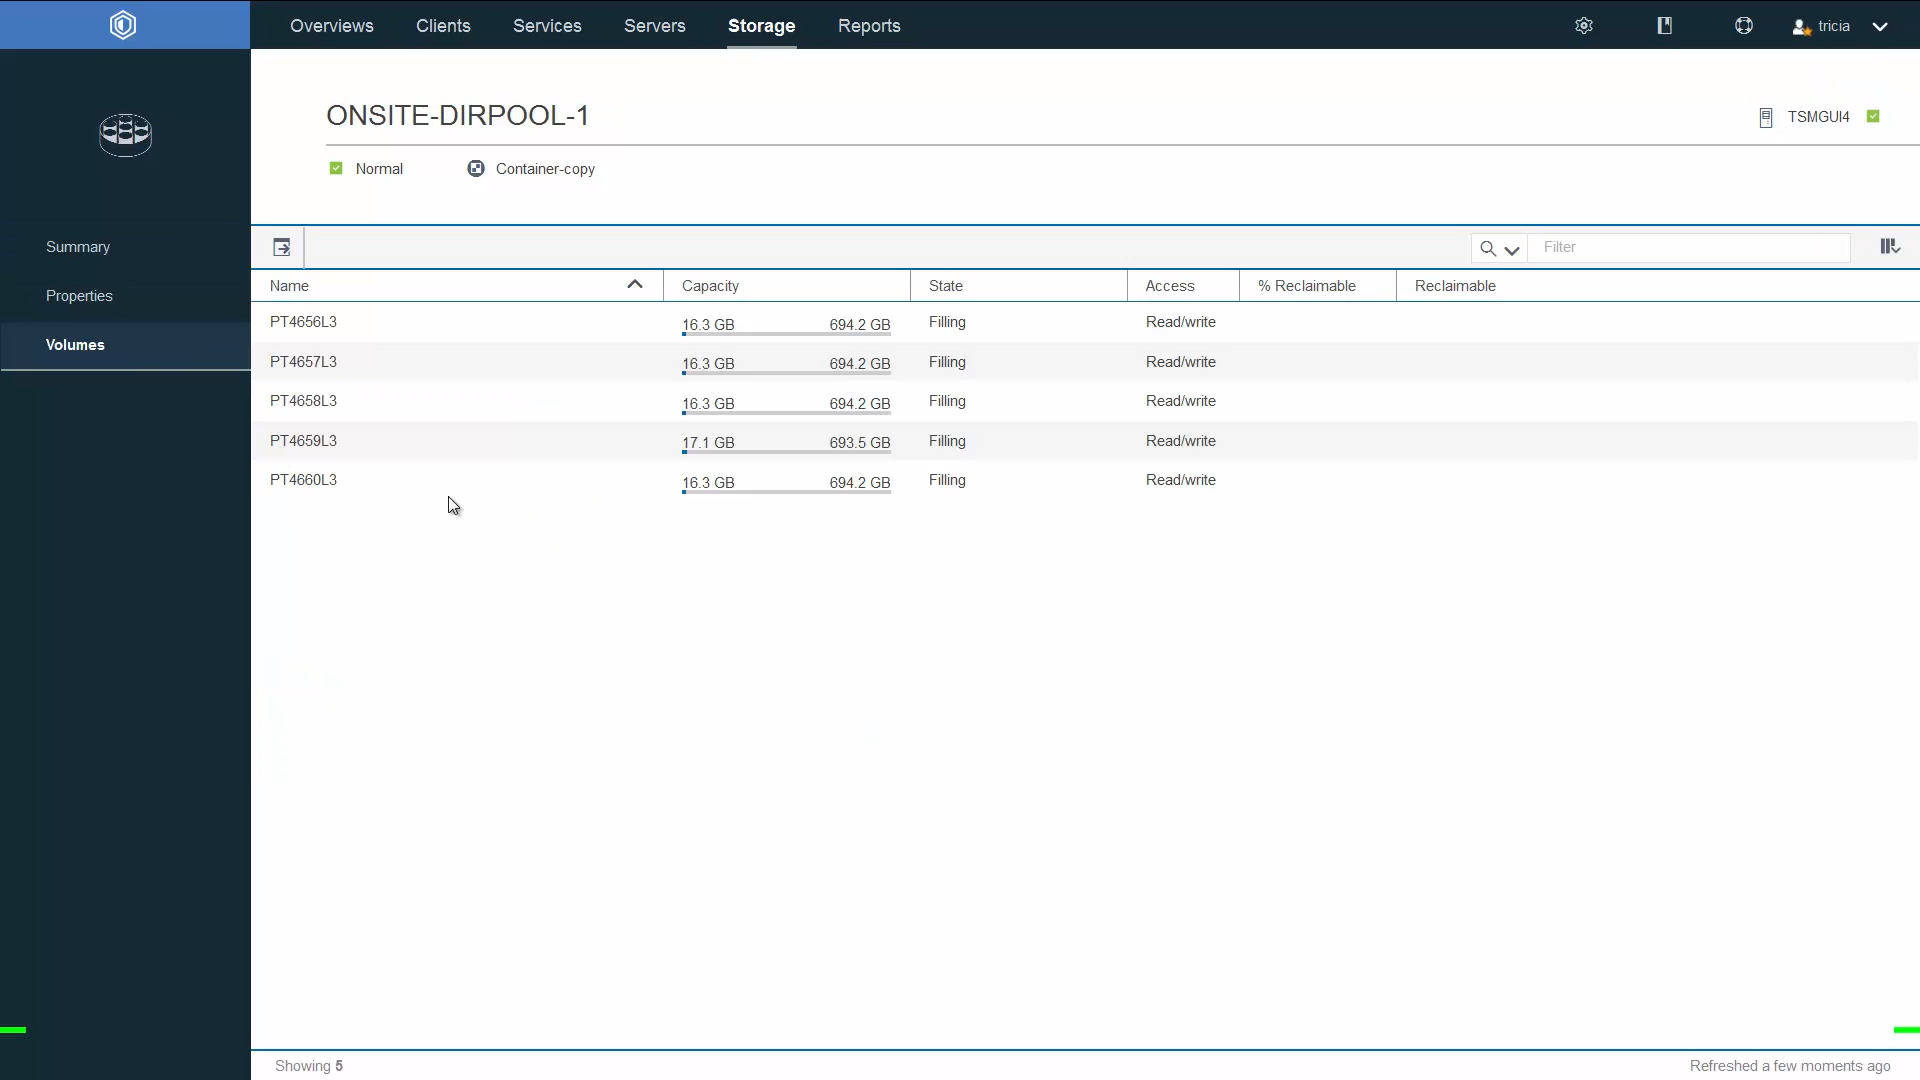 Overviews Clients Services Servers Storage Reports tricia
ONSITE-DIRPOOL-1
TSMGUI4
Normal Container-copy
Summary
Properties
Volumes
Filter
Name Capacity State Access % Reclaimable Reclaimable
PT4656L3 16.3 GB 694.2 GB Filling Read/write
PT4657L3 16.3 GB 694.2 GB Filling Read/write
PT4658L3 16.3 GB 694.2 GB Filling Read/write
PT4659L3 17.1 GB 693.5 GB Filling Read/write
PT4660L3 16.3 GB 694.2 GB Filling Read/write
Showing 5
Refreshed a few moments ago